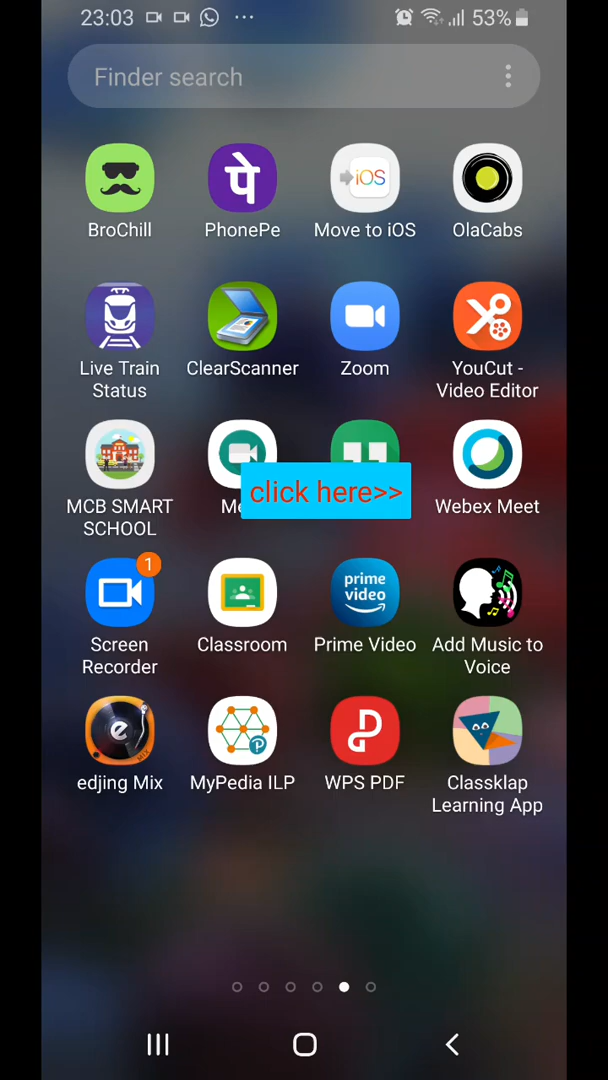 23:03 53%
Finder search
पे iOS
BroChill PhonePe Move to iOS OlaCabs
Live Train ClearScanner Zoom YouCut -
Status Video Editor
MCB SMART Webex Meet
SCHOOL
click here>>
1
prime
video
Screen Classroom Prime Video Add Music to
Recorder Voice
e
edjing Mix MyPedia ILP WPS PDF Classklap
Learning App